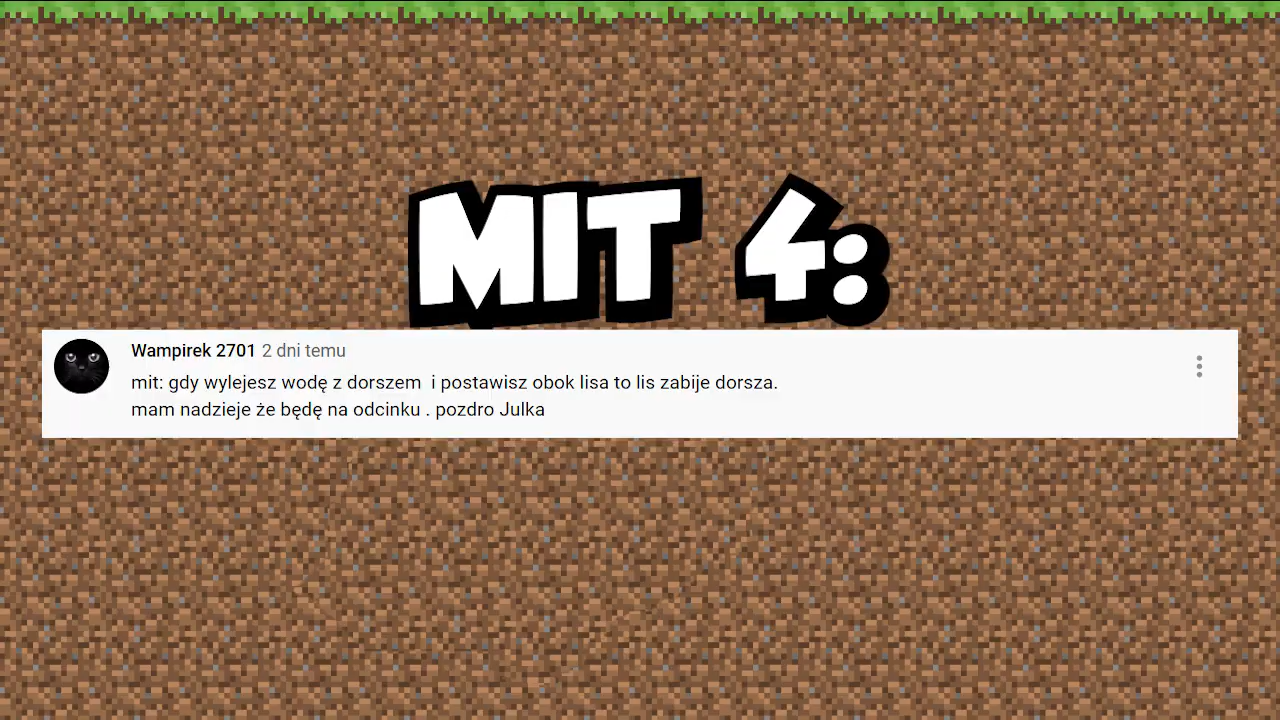 MIT 4:
Wampirek 2701 2 dni temu
mit: gdy wylejesz wodę z dorszem i postawisz obok lisa to lis zabije dorsza.
mam nadzieje że będę na odcinku . pozdro Julka